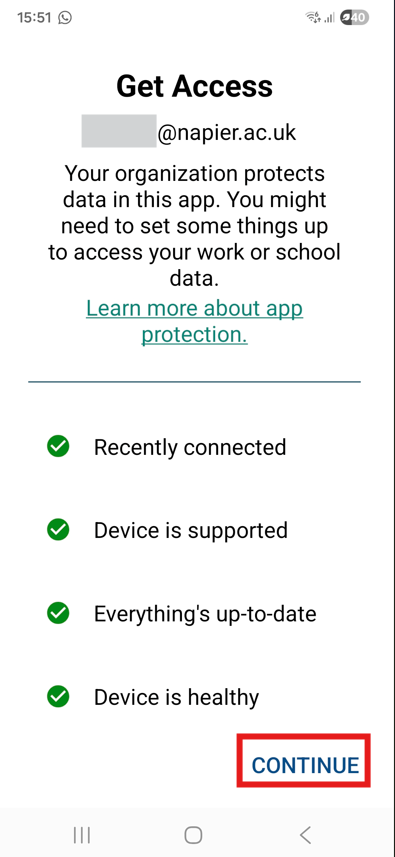 15:51
6
40
Get Access
@napier.ac.uk
Your organization protects
data in this app. You might
need to set some things up
to access your work or school
data.
Learn more about app
protection.
Recently connected
Device is supported
Everything's up-to-date
Device is healthy
CONTINUE